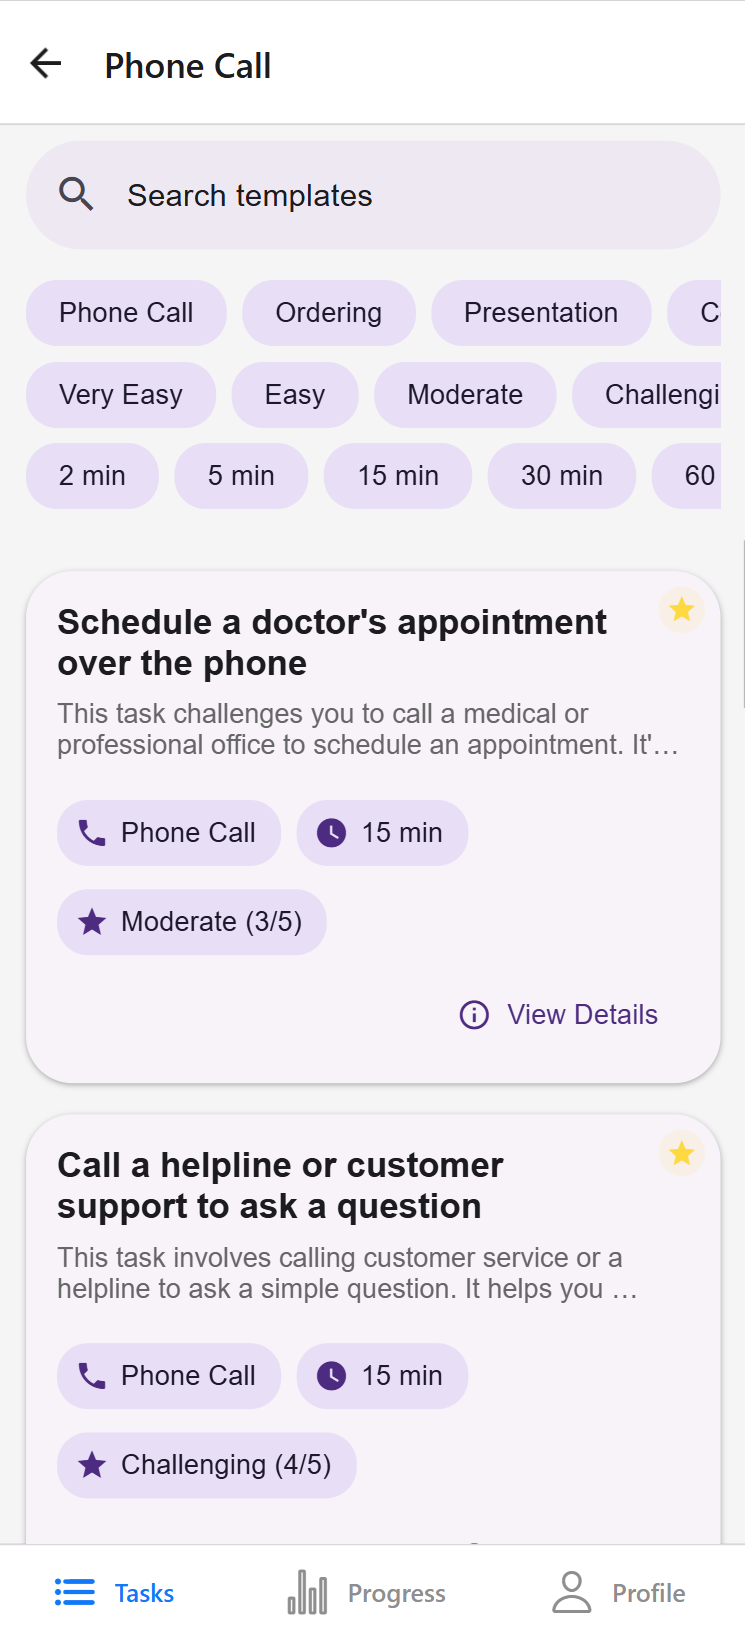 Phone Call
Search templates
Phone Call Ordering Presentation C
Very Easy Easy Moderate Challengi
2 min 5 min 15 min 30 min 60
Schedule a doctor's appointment
over the phone
This task challenges you to call a medical or
professional office to schedule an appointment. It'…
Phone Call 15 min
Moderate (3/5)
View Details
Call a helpline or customer
support to ask a question
This task involves calling customer service or a
helpline to ask a simple question. It helps you …
Phone Call 15 min
Challenging (4/5)
Tasks Progress Profile